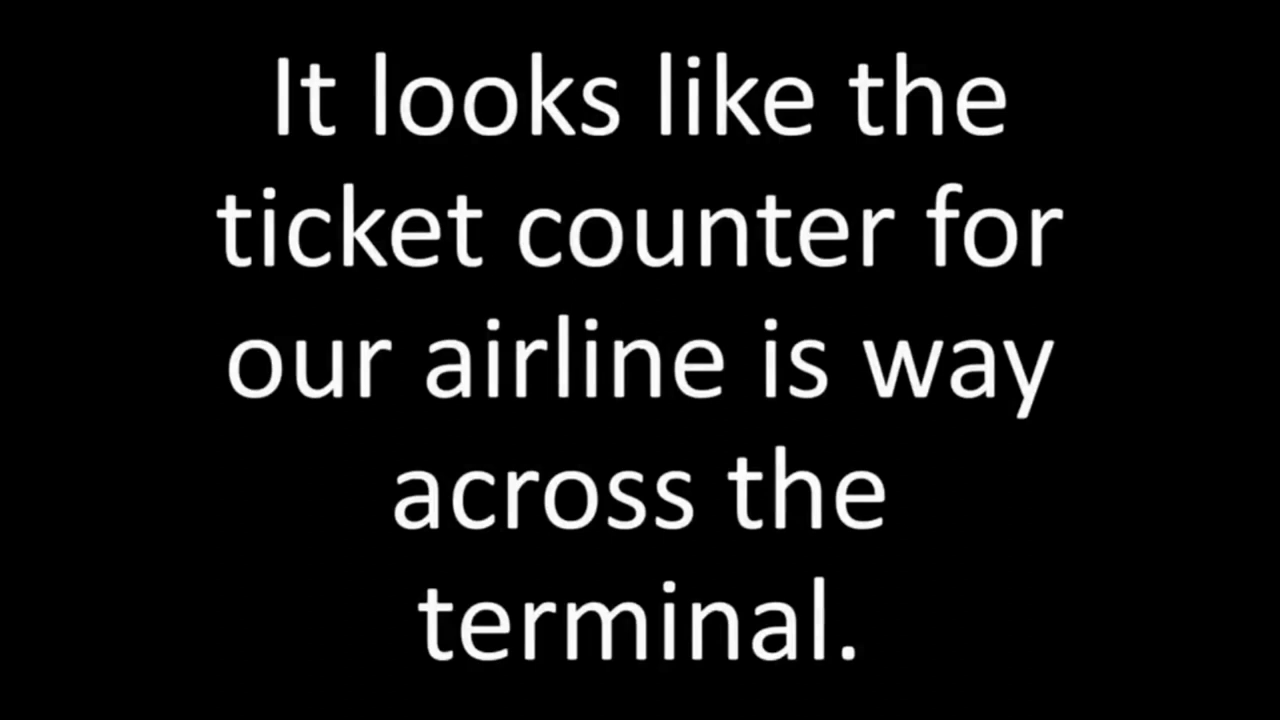 It looks like the
ticket counter for
our airline is way
across the
terminal.